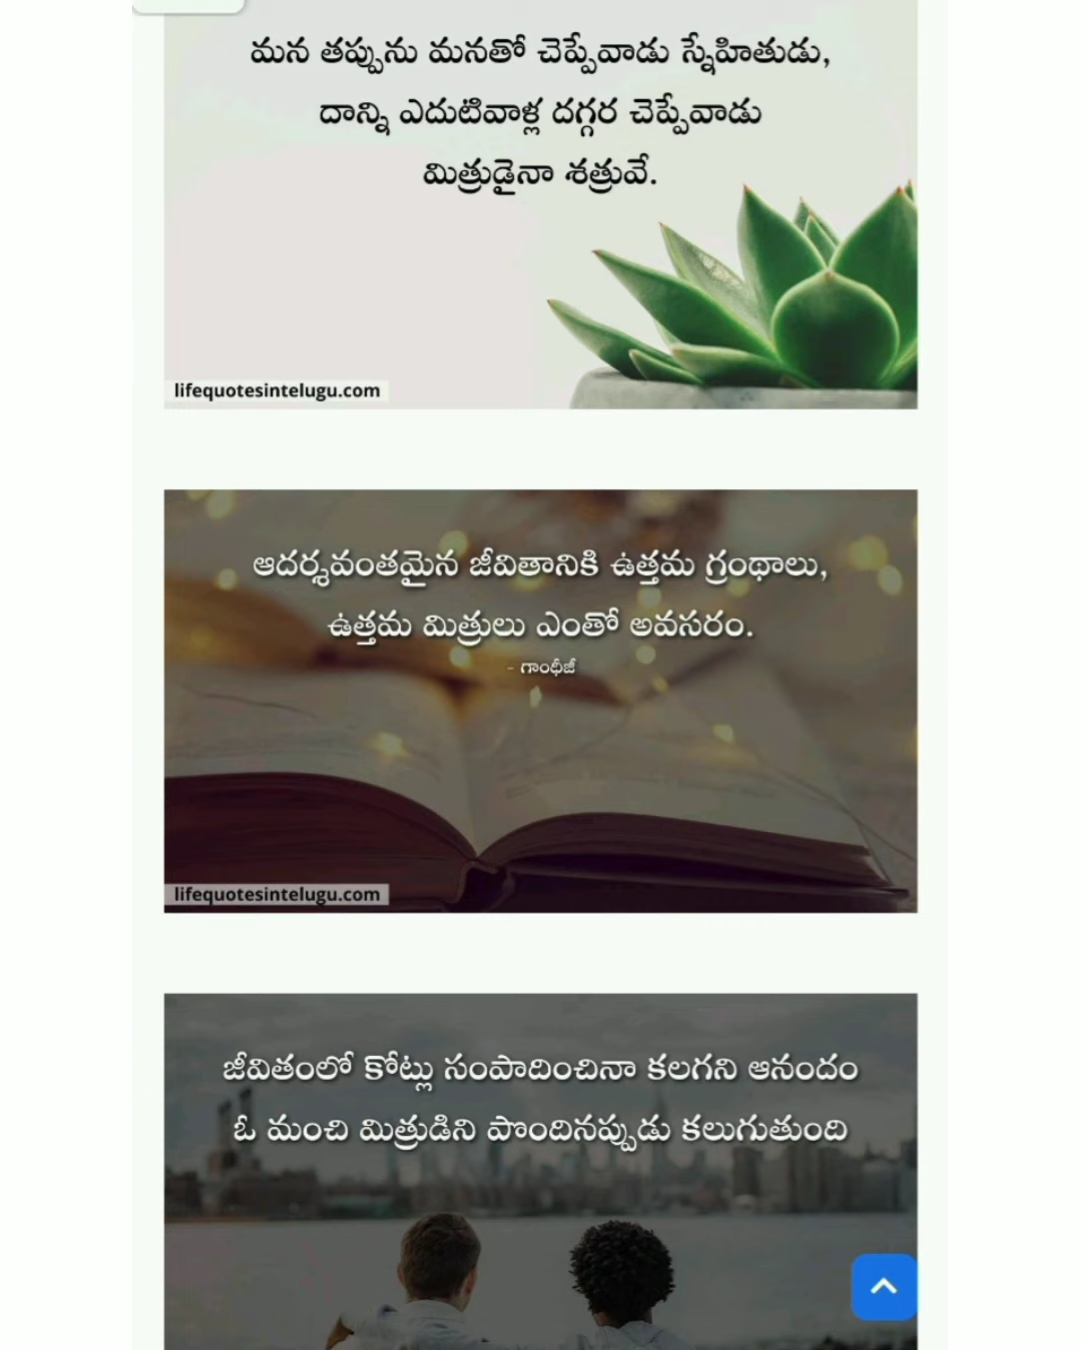 మన తప్పును మనతో చెప్పేవాడు స్నేహితుడు,
దాన్ని ఎదుటివాళ్ల దగ్గర చెప్పేవాడు
మిత్రుడైనా శత్రువే.
lifequotesintelugu.com
ఆదర్శవంతమైన జీవితానికి ఉత్తమ గ్రంథాలు,
ఉత్తమ మిత్రులు ఎంతో అవసరం.
- గాంధీజీ
lifequotesintelugu.com
జీవితంలో కోట్లు సంపాదించినా కలగని ఆనందం
ఓ మంచి మిత్రుడిని పొందినప్పుడు కలుగుతుంది